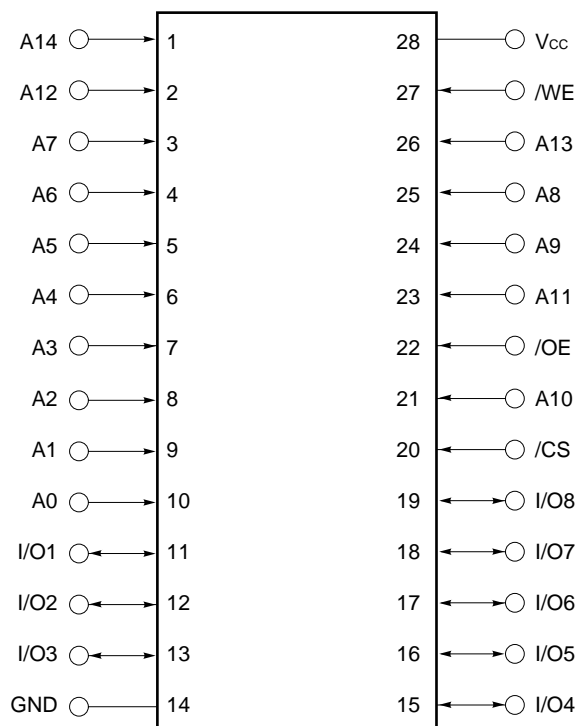 A14 1 28 Vcc
A12 2 27 /WE
A7 3 26 A13
A6 4 25 A8
A5 5 24 A9
A4 6 23 A11
A3 7 22 /OE
A2 8 21 A10
A1 9 20 /CS
A0 10 19 I/O8
I/O1 11 18 I/O7
I/O2 12 17 I/O6
I/O3 13 16 I/O5
GND 14 15 I/O4